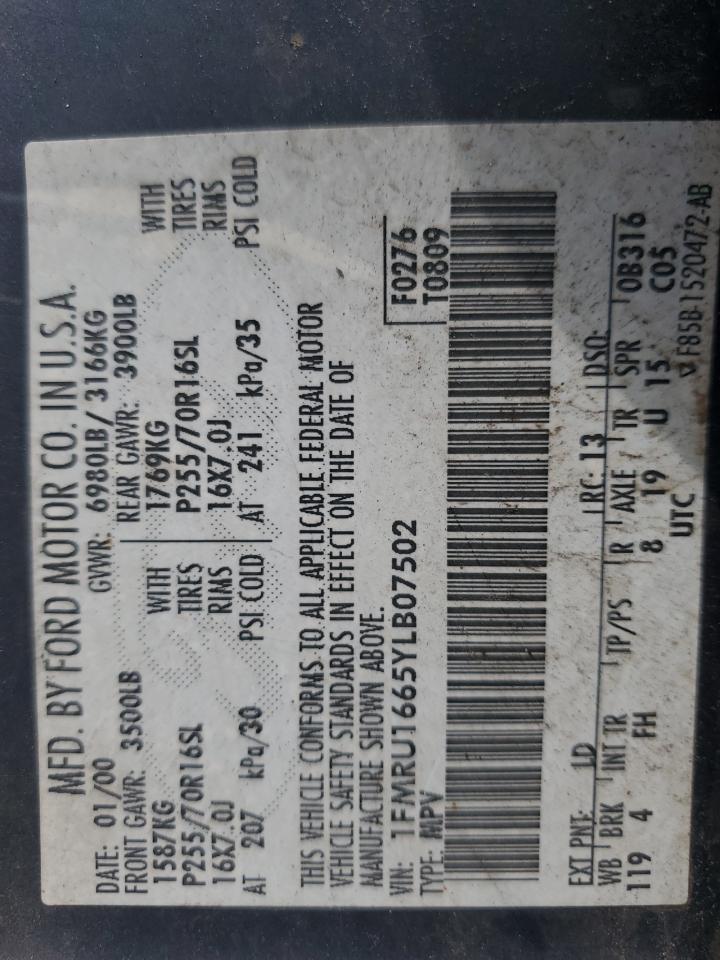 MFD. BY FORD MOTOR CO. IN U.S.A.
DATE: 01/00 GVWR: 6980LB/ 3166KG
FRONT GAWR: 3500LB REAR GAWR: 3900LB
1587KG WITH 1769KG WITH
P255/70R16SL TIRES P255/70R16SL TIRES
16X7.0J RIMS 16X7.0J RIMS
AT 207 kPa/30 PSI COLD AT 241 kPa/35 PSI COLD
THIS VEHICLE CONFORMS TO ALL APPLICABLE FEDERAL MOTOR
VEHICLE SAFETY STANDARDS IN EFFECT ON THE DATE OF
MANUFACTURE SHOWN ABOVE.
VIN: 1FMRU1665YLB07502 F0276
TYPE: MPV T0809
EXT PNT: LD RC: 13 DSO:
WB BRK INT TR TP/PS R AXLE TR SPR 0B316
119 4 FH 8 19 U 15 C05
UTC
▽ F85B-1520472-AB